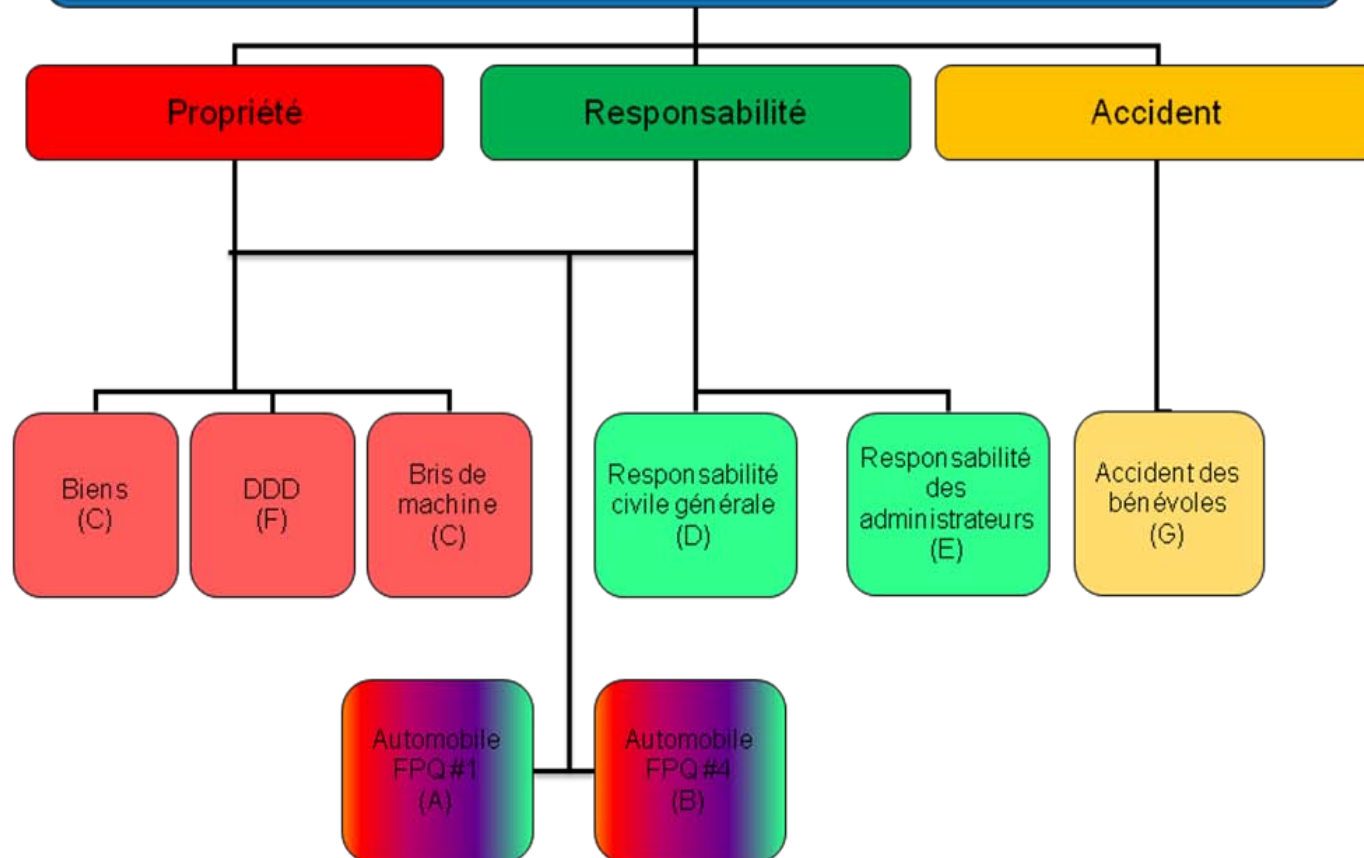 Propriété
Responsabilité
Accident
Biens
(C)
DDD
(F)
Bris de
machine
(C)
Responsabilité
civile générale
(D)
Responsabilité
des
administrateurs
(E)
Accident des
bénévoles
(G)
Automobile
FPQ#1
(A)
Automobile
FPQ#4
(B)